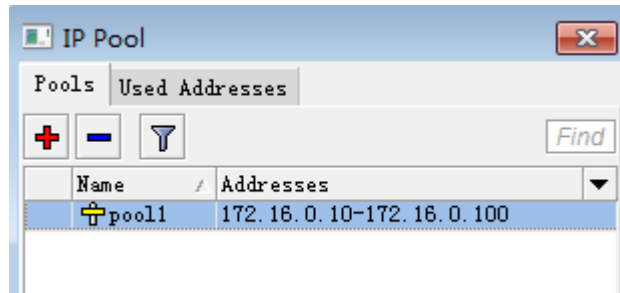 IP Pool
Pools Used Addresses
Find
Name Addresses
pool1 172.16.0.10-172.16.0.100